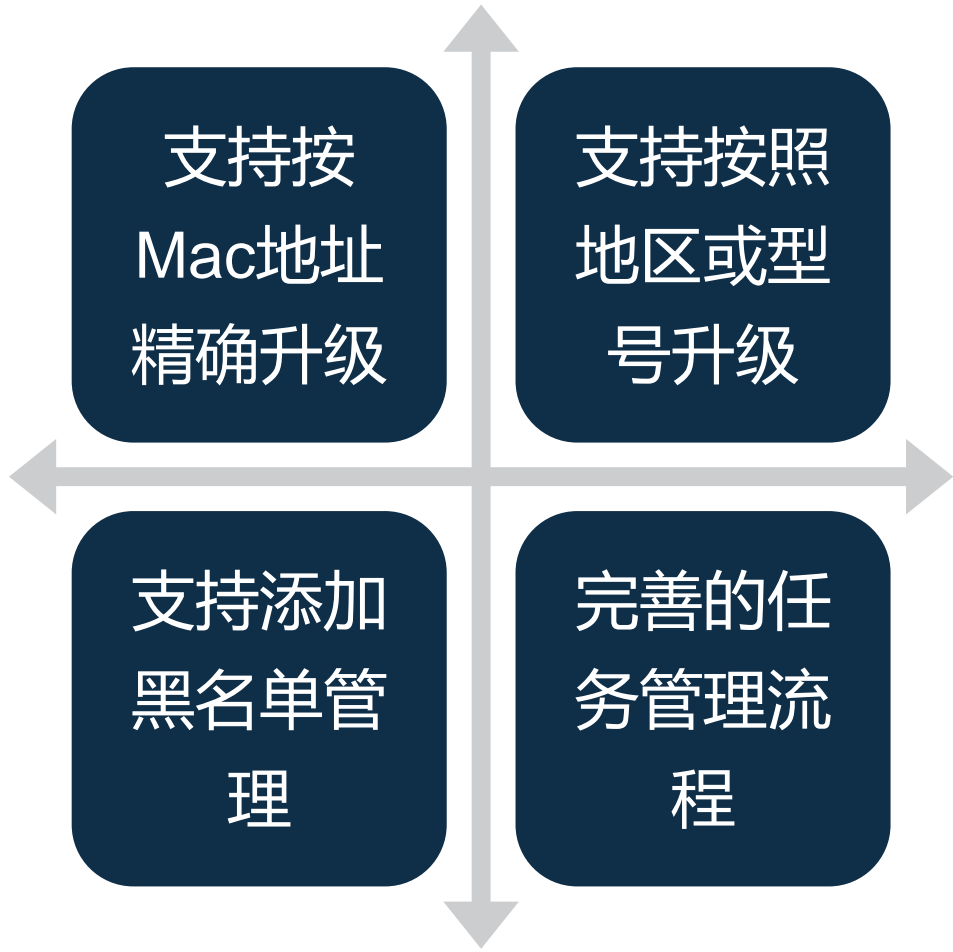 支持按
Mac地址
精确升级
支持按照
地区或型
号升级
支持添加
黑名单管
理
完善的任
务管理流
程